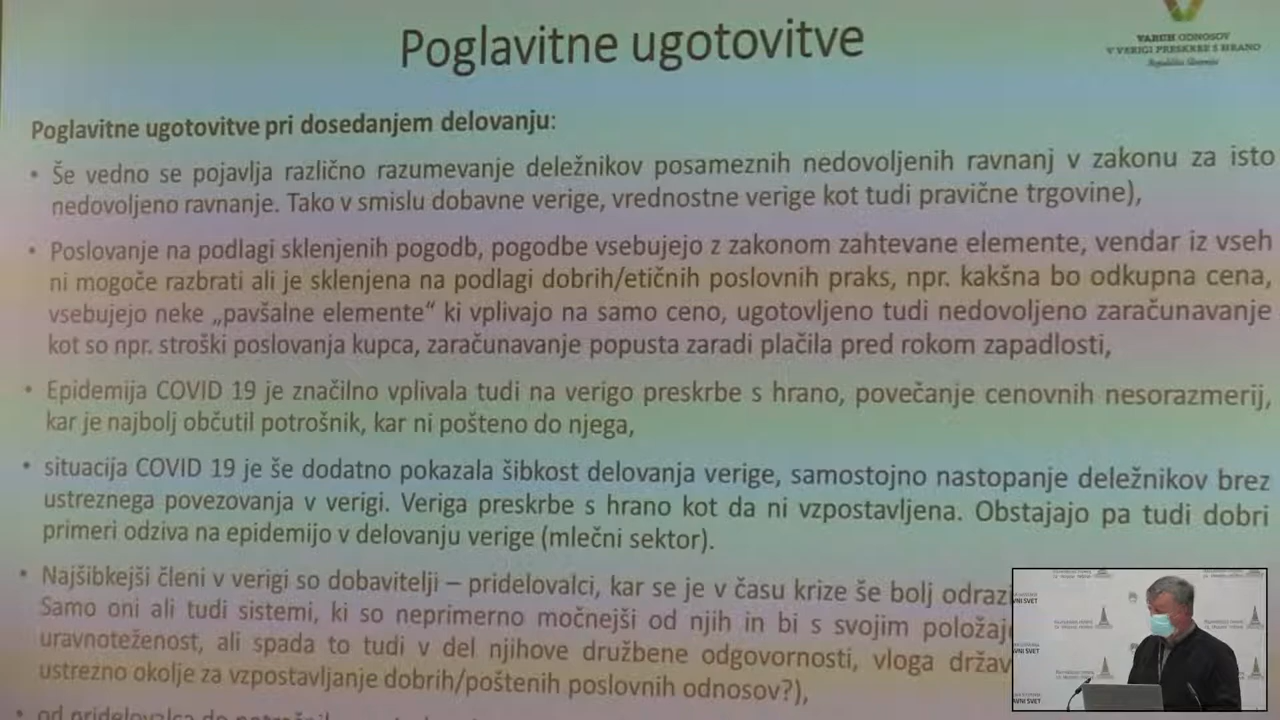 Poglavitne ugotovitve
VARUH ODNOSOV
V VERIGI PRESKRBE S HRANO
Republika Slovenija
Poglavitne ugotovitve pri dosedanjem delovanju:
• Še vedno se pojavlja različno razumevanje deležnikov posameznih nedovoljenih ravnanj v zakonu za isto
nedovoljeno ravnanje. Tako v smislu dobavne verige, vrednostne verige kot tudi pravične trgovine),
• Poslovanje na podlagi sklenjenih pogodb, pogodbe vsebujejo z zakonom zahtevane elemente, vendar iz vseh
ni mogoče razbrati ali je sklenjena na podlagi dobrih/etičnih poslovnih praks, npr. kakšna bo odkupna cena,
vsebujejo neke „pavšalne elemente“ ki vplivajo na samo ceno, ugotovljeno tudi nedovoljeno zaračunavanje
kot so npr. stroški poslovanja kupca, zaračunavanje popusta zaradi plačila pred rokom zapadlosti,
• Epidemija COVID 19 je značilno vplivala tudi na verigo preskrbe s hrano, povečanje cenovnih nesorazmerij,
kar je najbolj občutil potrošnik, kar ni pošteno do njega,
• situacija COVID 19 je še dodatno pokazala šibkost delovanja verige, samostojno nastopanje deležnikov brez
ustreznega povezovanja v verigi. Veriga preskrbe s hrano kot da ni vzpostavljena. Obstajajo pa tudi dobri
primeri odziva na epidemijo v delovanju verige (mlečni sektor).
• Najšibkejši členi v verigi so dobavitelji – pridelovalci, kar se je v času krize še bolj odraz
Samo oni ali tudi sistemi, ki so neprimerno močnejši od njih in bi s svojim položaj
uravnoteženost, ali spada to tudi v del njihove družbene odgovornosti, vloga držav
ustrezno okolje za vzpostavljanje dobrih/poštenih poslovnih odnosov?),
• od pridelovalca do
VNI SVET